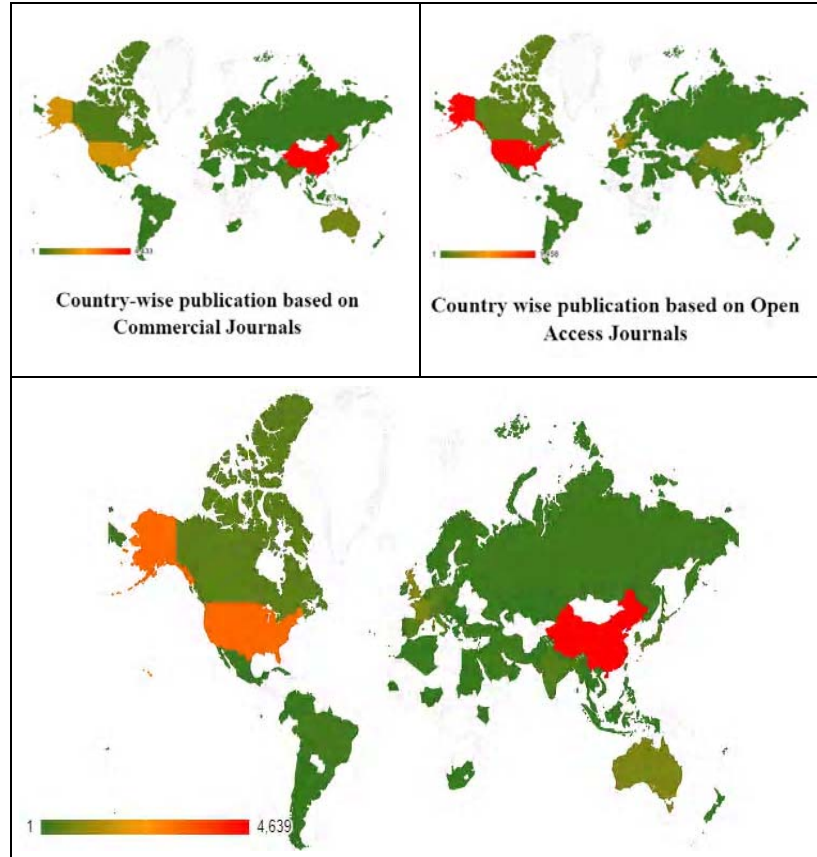 1
Country-wise publication based on
Commercial Journals
1
Country wise publication based on Open
Access Journals
1 4,639